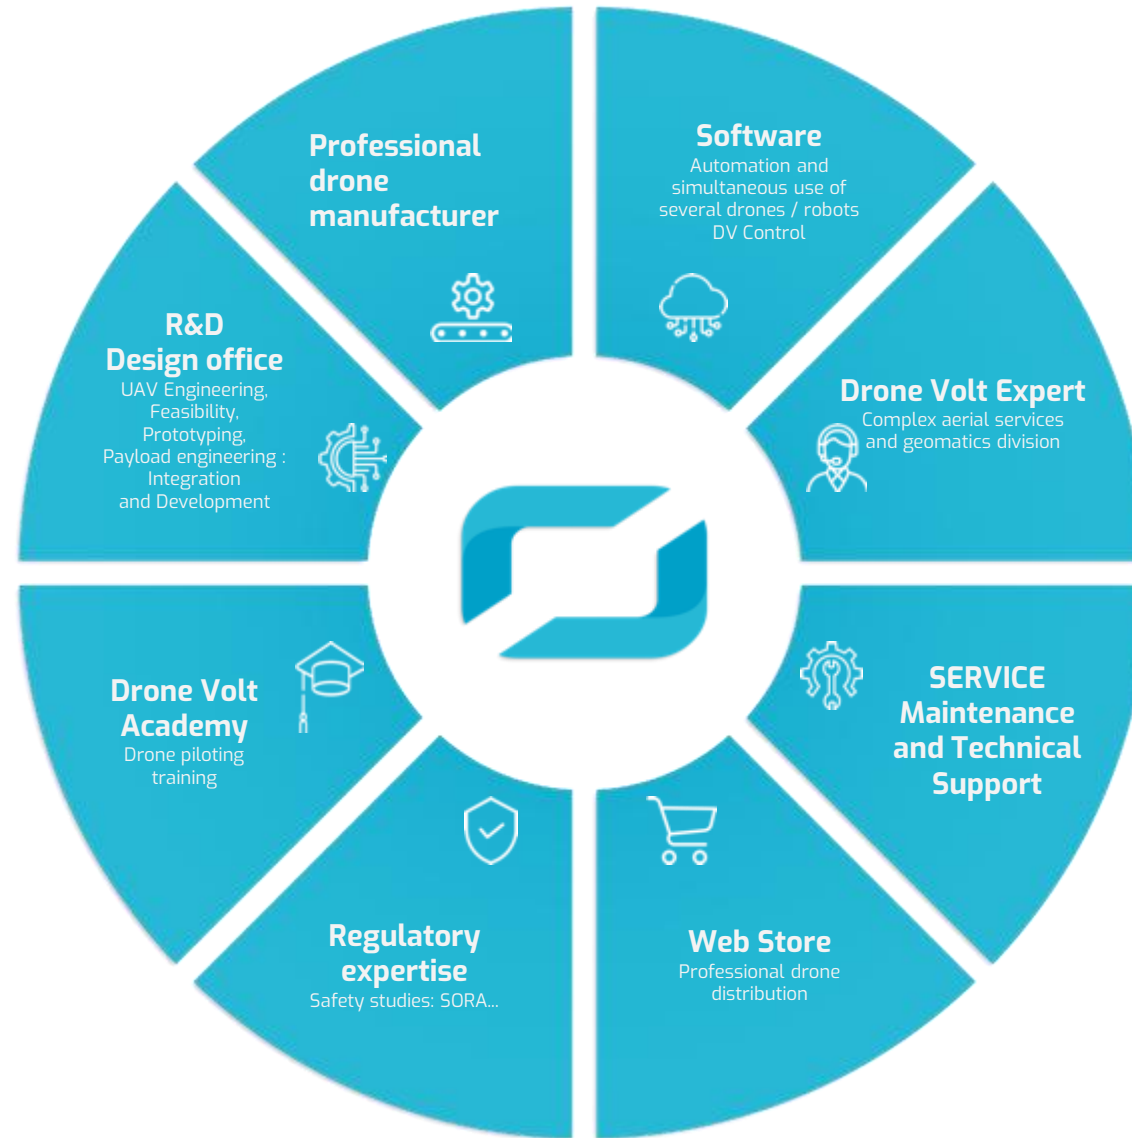 Professional
drone
manufacturer
Software
Automation and
simultaneous use of
several drones / robots
DV Control
Drone Volt Expert
Complex aerial services
and geomatics division
SERVICE
Maintenance
and Technical
Support
Web Store
Professional drone
distribution
Regulatory
expertise
Safety studies: SORA...
Drone Volt
Academy
Drone piloting
training
R&D
Design office
UAV Engineering,
Feasibility,
Prototyping,
Payload engineering :
Integration
and Development